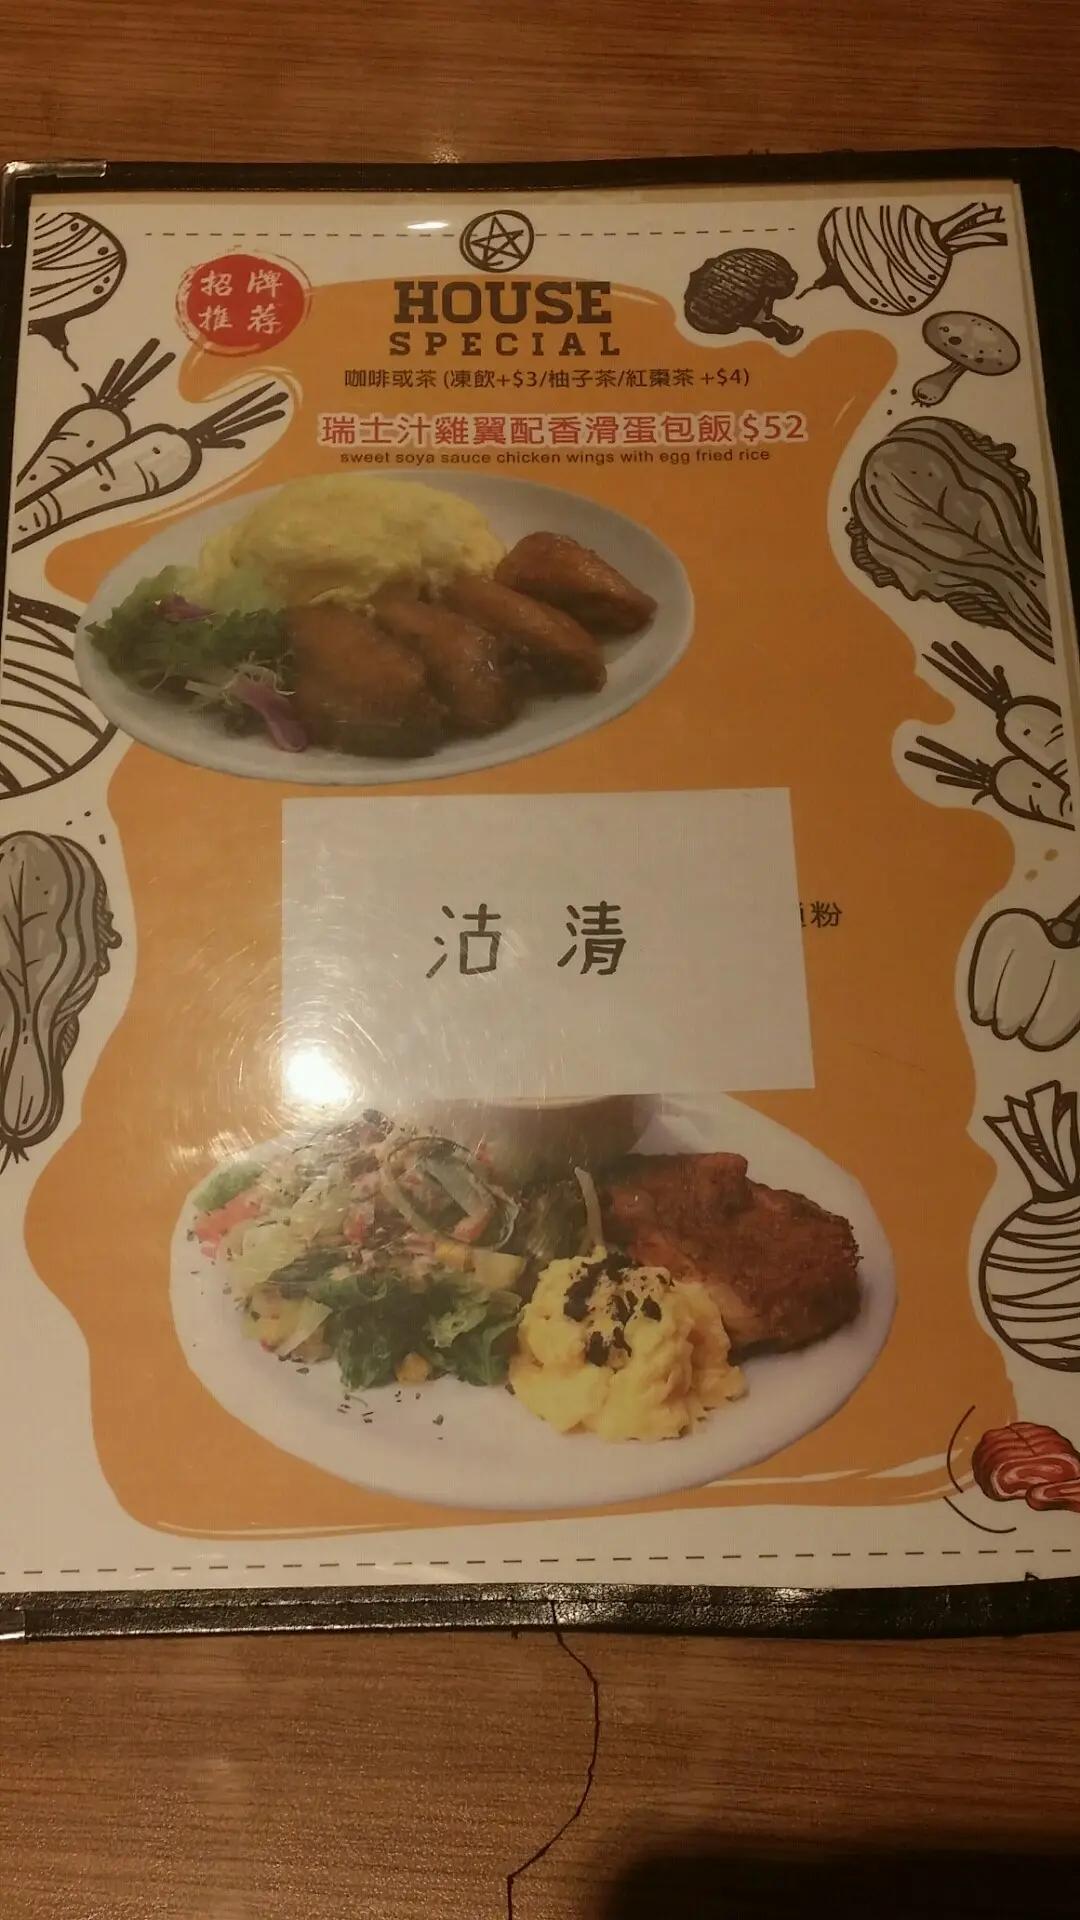 招牌
推荐
HOUSE
SPECIAL
咖啡或茶 (凍飲+$3/柚子茶/紅棗茶 +$4)
瑞士汁雞翼配香滑蛋包飯 $52
sweet soya sauce chicken wings with egg fried rice
粉
沽 清